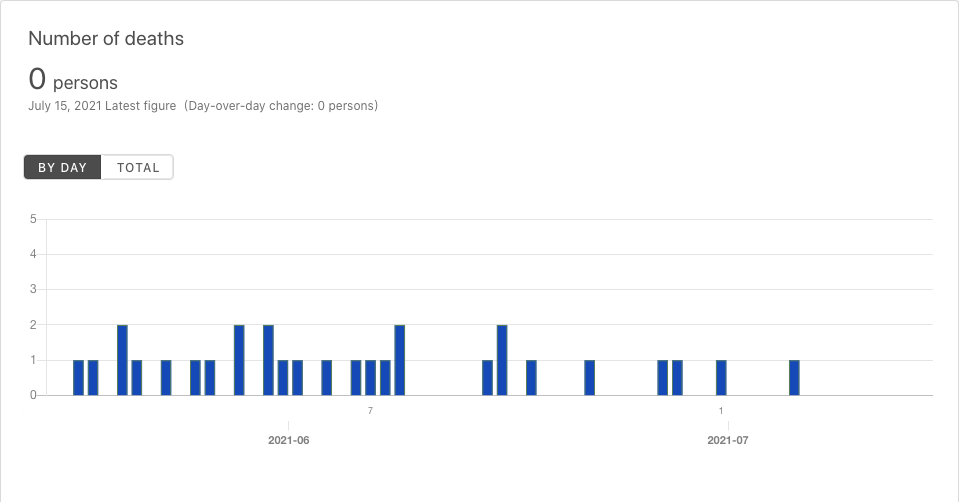 Number of deaths
0 persons
July 15, 2021 Latest figure (Day-over-day change: 0 persons)
BY DAY TOTAL
5
4
3
2
1
0
7 1
2021-06 2021-07